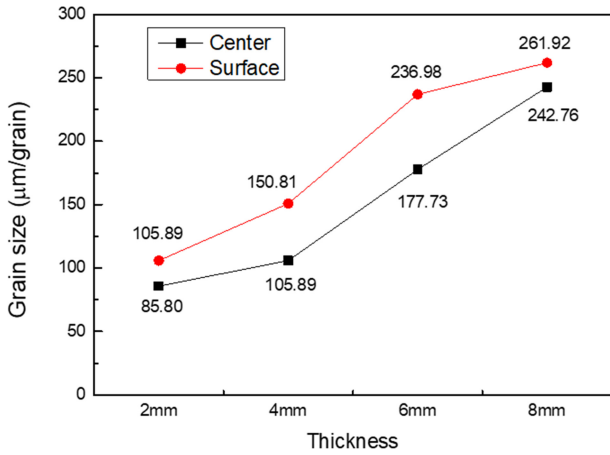 300
250
200
150
100
50
0
Grain size (μm/grain)
Center
Surface
105.89
150.81
236.98
261.92
85.80
105.89
177.73
242.76
2mm
4mm
6mm
8mm
Thickness